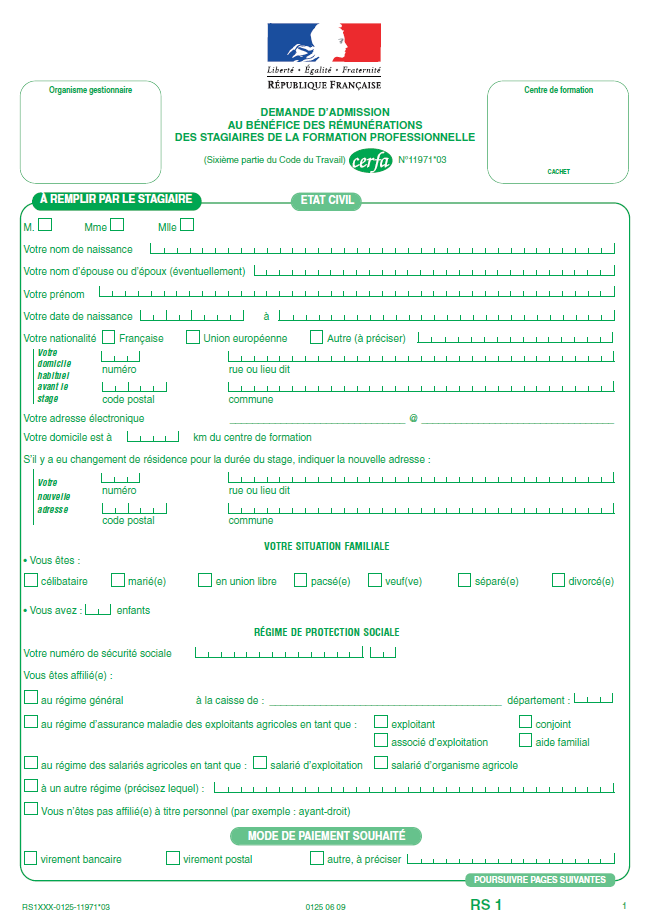 Liberté • Égalité • Fraternité
RÉPUBLIQUE FRANÇAISE
Organisme gestionnaire
Centre de formation
DEMANDE D'ADMISSION
AU BÉNÉFICE DES RÉMUNÉRATIONS
DES STAGIAIRES DE LA FORMATION PROFESSIONNELLE
(Sixième partie du Code du Travail) cerfa N°11971*03
CACHET
À REMPLIR PAR LE STAGIAIRE
ETAT CIVIL
M. Mme Mlle
Votre nom de naissance
Votre nom d'épouse ou d'époux (éventuellement)
Votre prénom
Votre date de naissance à
Votre nationalité Française Union européenne Autre (à préciser)
Votre domicile habituel avant le stage
numéro rue ou lieu dit
code postal commune
Votre adresse électronique @
Votre domicile est à km du centre de formation
S'il y a eu changement de résidence pour la durée du stage, indiquer la nouvelle adresse :
Votre nouvelle adresse
numéro rue ou lieu dit
code postal commune
VOTRE SITUATION FAMILIALE
• Vous êtes :
célibataire marié(e) en union libre pacsé(e) veuf(ve) séparé(e) divorcé(e)
• Vous avez : enfants
RÉGIME DE PROTECTION SOCIALE
Votre numéro de sécurité sociale
Vous êtes affilié(e) :
au régime général à la caisse de : département :
au régime d'assurance maladie des exploitants agricoles en tant que : exploitant conjoint
associé d'exploitation aide familial
au régime des salariés agricoles en tant que : salarié d'exploitation salarié d'organisme agricole
à un autre régime (précisez lequel) :
Vous n'êtes pas affilié(e) à titre personnel (par exemple : ayant-droit)
MODE DE PAIEMENT SOUHAITÉ
virement bancaire virement postal autre, à préciser
POURSUIVRE PAGES SUIVANTES
RS1XXX-0125-11971*03 0125 06 09 RS 1 1